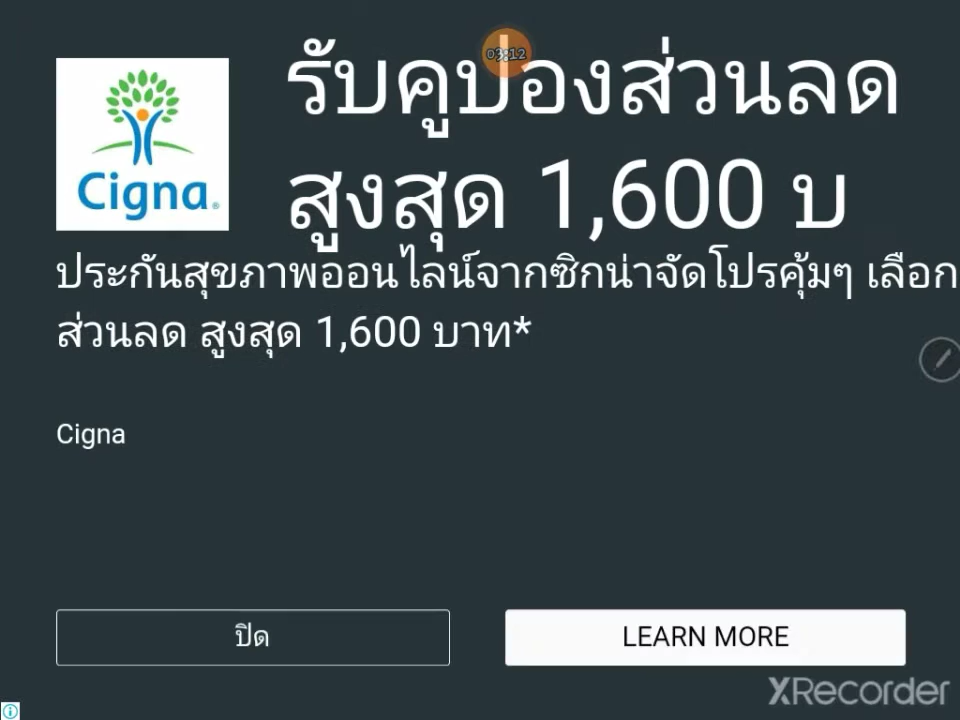 03:12
รับคูปองส่วนลด
Cigna®
สูงสุด 1,600 บ
ประกันสุขภาพออนไลน์จากซิกน่าจัดโปรคุ้มๆ เลือก
ส่วนลด สูงสุด 1,600 บาท*
Cigna
ปิด
LEARN MORE
XRecorder